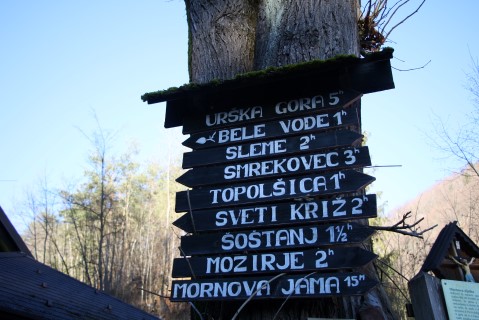 URŠKA GORA 5h
BELE VODE 1h
SLEME 2h
SMREKOVEC 3h
TOPOLŠICA 1h
SVETI KRIŽ 2h
ŠOŠTANJ 1½h
MOZIRJE 2h
MORNOVA JAMA 15M